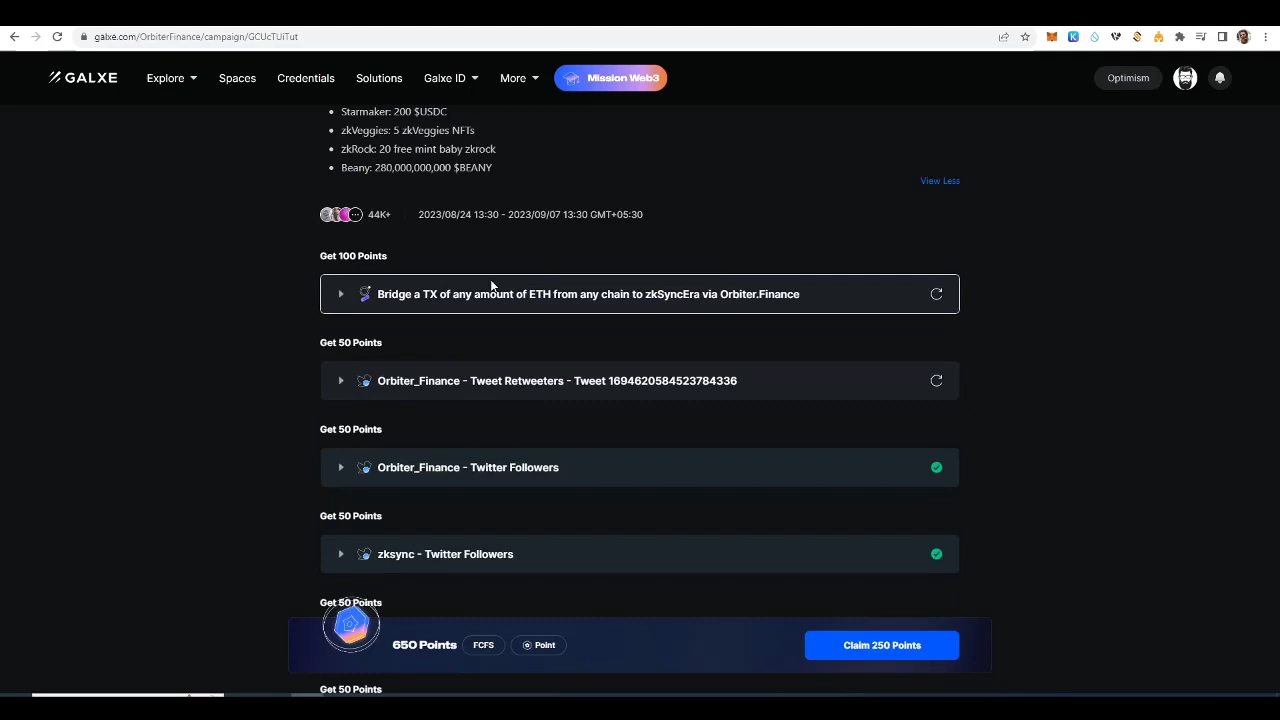 galxe.com/OrbiterFinance/campaign/GCUcTUiTut
GALXE
Explore
Spaces
Credentials
Solutions
Galxe ID
More
Mission Web3
Optimism
• Starmaker: 200 $USDC
• zkVeggies: 5 zkVeggies NFTs
• zkRock: 20 free mint baby zkrock
• Beany: 280,000,000,000 $BEANY
View Less
44K+
2023/08/24 13:30 - 2023/09/07 13:30 GMT+05:30
Get 100 Points
Bridge a TX of any amount of ETH from any chain to zkSyncEra via Orbiter.Finance
Get 50 Points
Orbiter_Finance - Tweet Retweeters - Tweet 1694620584523784336
Get 50 Points
Orbiter_Finance - Twitter Followers
Get 50 Points
zksync - Twitter Followers
Get 50 Points
650 Points
FCFS
Point
Claim 250 Points
Get 50 Points